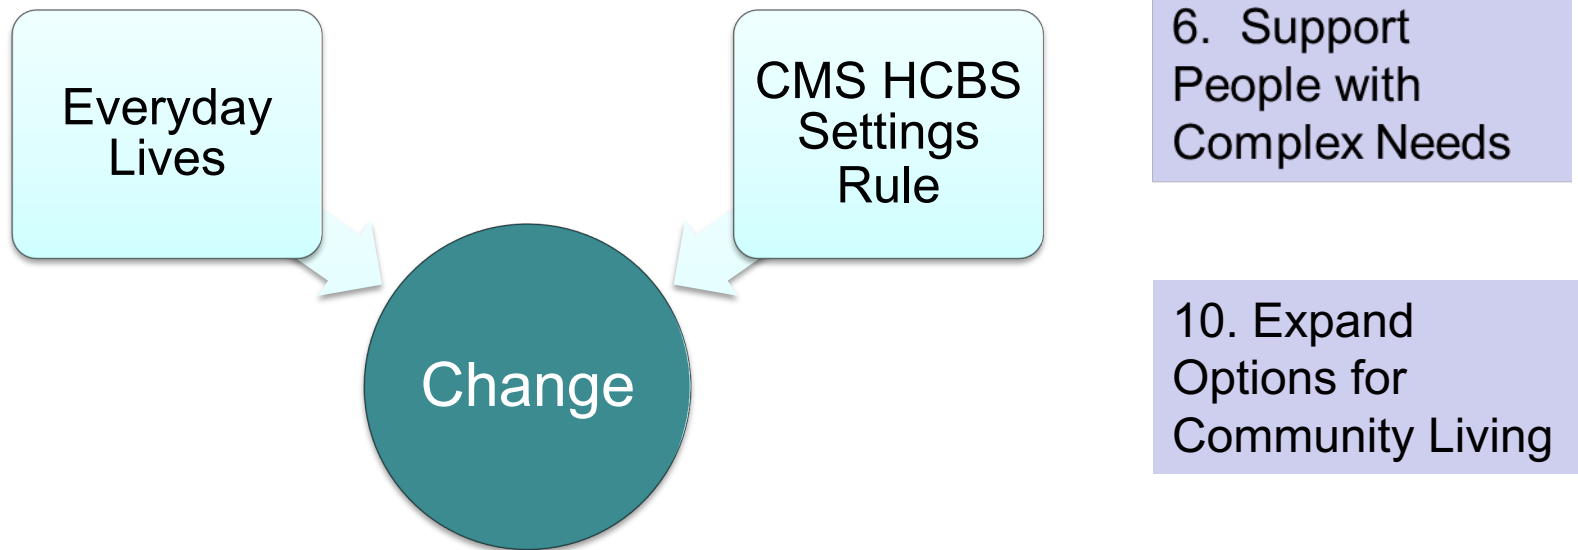 Everyday
Lives
CMS HCBS
Settings
Rule
Change
6. Support
People with
Complex Needs
10. Expand
Options for
Community Living